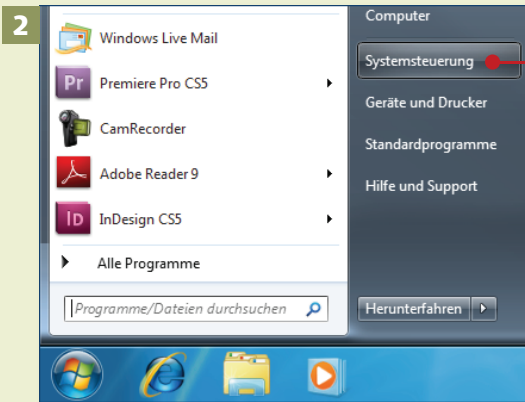 2
Windows Live Mail
Pr Premiere Pro CS5
CamRecorder
Adobe Reader 9
ID InDesign CS5
Alle Programme
Programme/Dateien durchsuchen
Computer
Systemsteuerung
Geräte und Drucker
Standardprogramme
Hilfe und Support
Herunterfahren